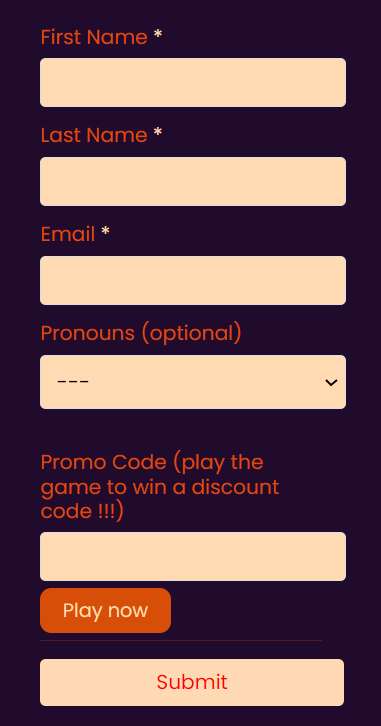 First Name *
Last Name *
Email *
Pronouns (optional)
---
Promo Code (play the
game to win a discount
code !!!)
Play now
Submit